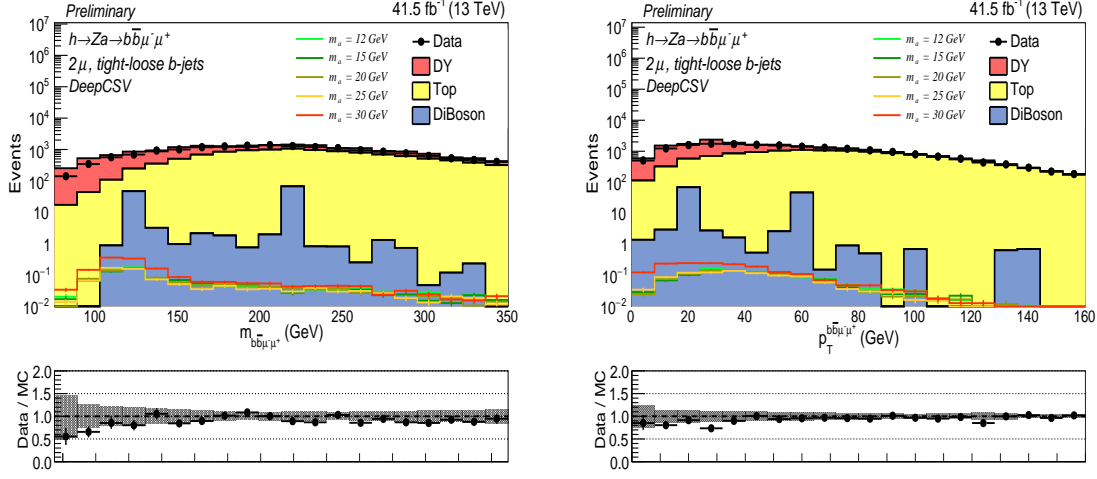 Preliminary 41.5 fb⁻¹ (13 TeV)
h→Za→bb̅μ⁻μ⁺
2μ, tight-loose b-jets
DeepCSV
mₐ = 12 GeV
mₐ = 15 GeV
mₐ = 20 GeV
mₐ = 25 GeV
mₐ = 30 GeV
Data
DY
Top
DiBoson
Events
10⁷
10⁶
10⁵
10⁴
10³
10²
10
1
10⁻¹
10⁻²
100 150 200 250 300 350
m_bb̅μ⁻μ⁺ (GeV)
Data / MC
2.0
1.5
1.0
0.5
0.0
Preliminary 41.5 fb⁻¹ (13 TeV)
h→Za→bb̅μ⁻μ⁺
2μ, tight-loose b-jets
DeepCSV
mₐ = 12 GeV
mₐ = 15 GeV
mₐ = 20 GeV
mₐ = 25 GeV
mₐ = 30 GeV
Data
DY
Top
DiBoson
Events
10⁷
10⁶
10⁵
10⁴
10³
10²
10
1
10⁻¹
10⁻²
0 20 40 60 80 100 120 140 160
p_T^bb̅μ⁻μ⁺ (GeV)
Data / MC
2.0
1.5
1.0
0.5
0.0